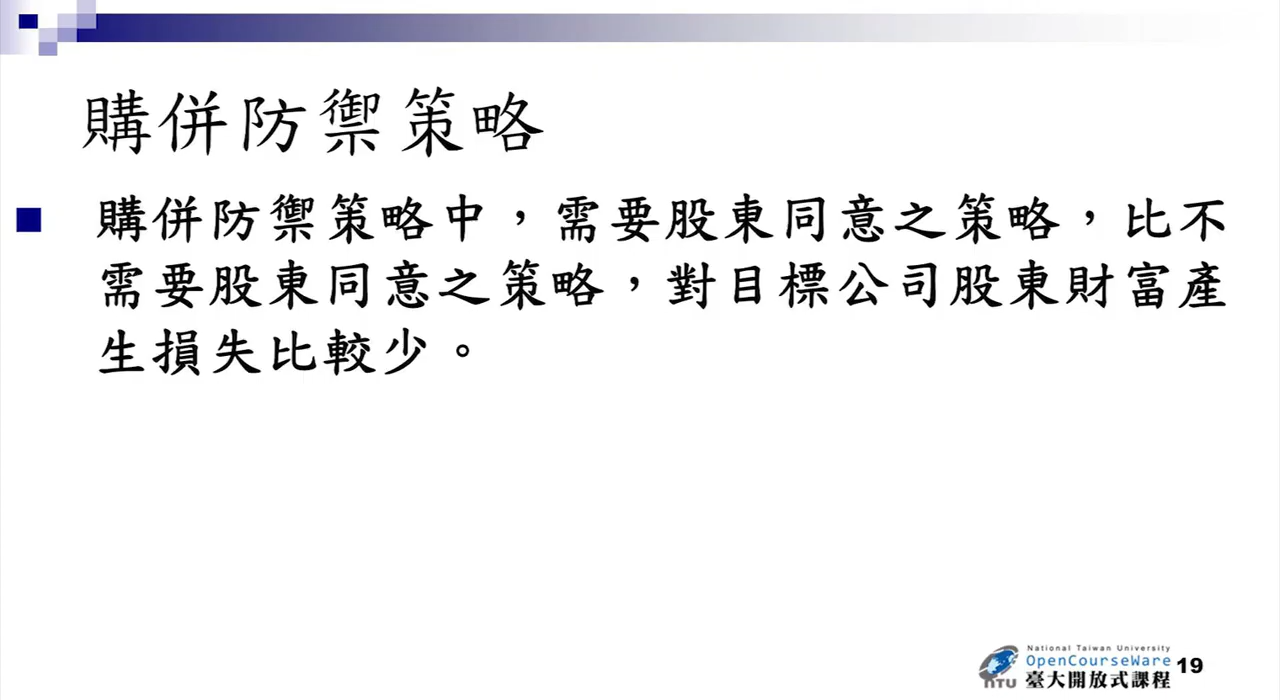 購併防禦策略
購併防禦策略中，需要股東同意之策略，比不
需要股東同意之策略，對目標公司股東財富產
生損失比較少。
National Taiwan University
OpenCourseWare
NTU 臺大開放式課程
19